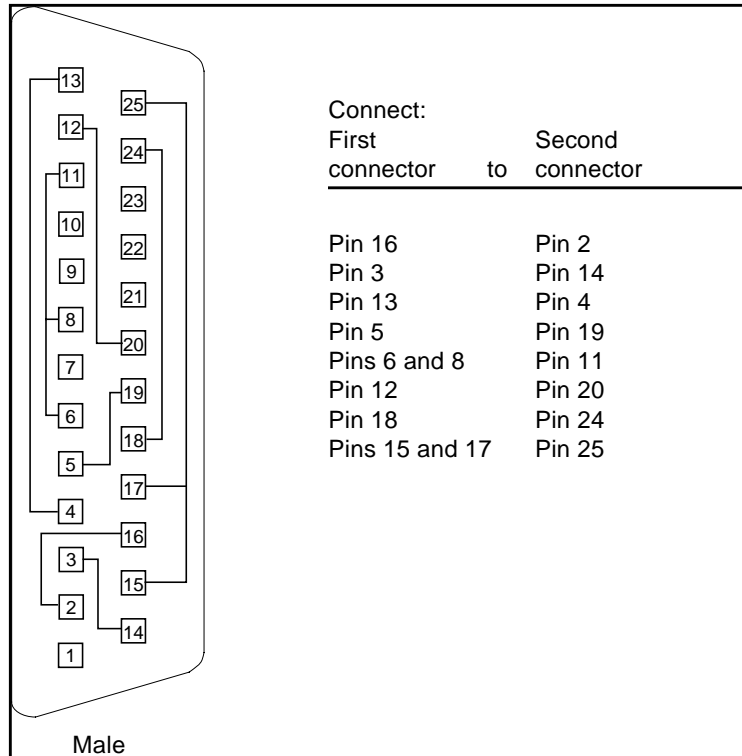 13
25
12
24
11
23
10
22
9
21
8
20
7
19
6
18
5
17
4
16
3
15
2
14
1
Male
Connect:
First Second
connector to connector
Pin 16 Pin 2
Pin 3 Pin 14
Pin 13 Pin 4
Pin 5 Pin 19
Pins 6 and 8 Pin 11
Pin 12 Pin 20
Pin 18 Pin 24
Pins 15 and 17 Pin 25